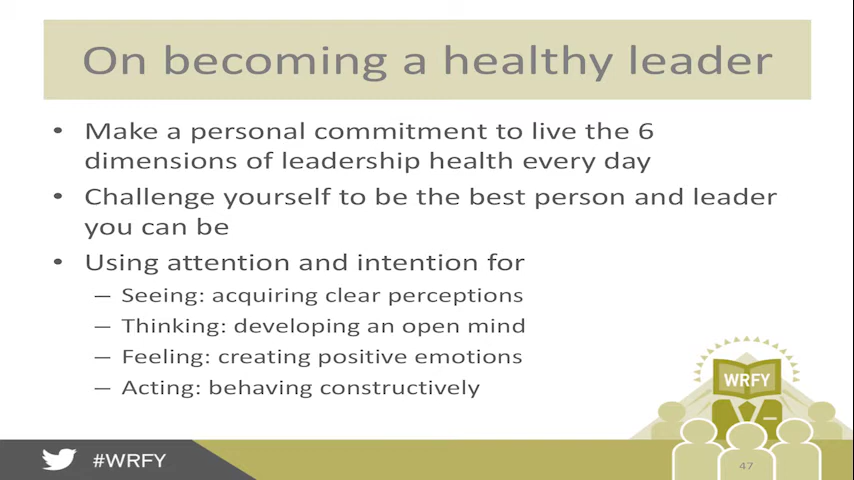 On becoming a healthy leader
• Make a personal commitment to live the 6
dimensions of leadership health every day
• Challenge yourself to be the best person and leader
you can be
• Using attention and intention for
– Seeing: acquiring clear perceptions
– Thinking: developing an open mind
– Feeling: creating positive emotions
– Acting: behaving constructively
WRFY
#WRFY
47